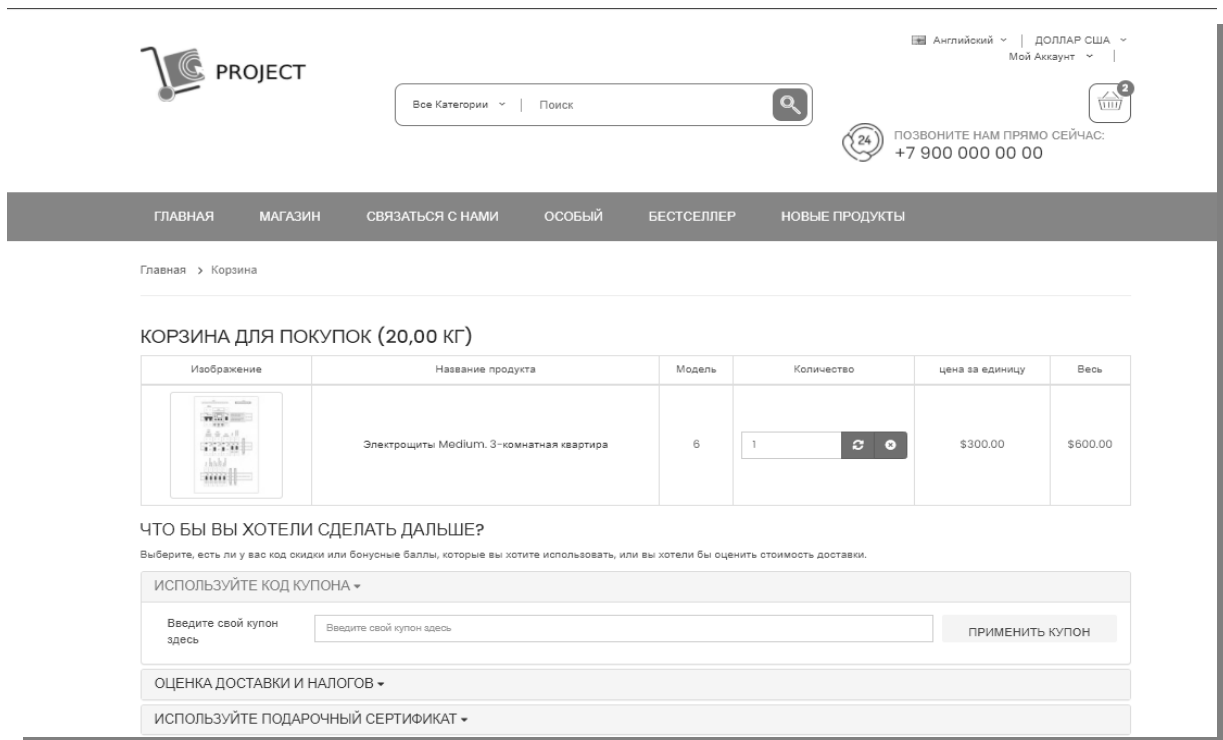 Английский
ДОЛЛАР США
Мой Аккаунт
PROJECT
2
Все Категории
Поиск
24
ПОЗВОНИТЕ НАМ ПРЯМО СЕЙЧАС:
+7 900 000 00 00
ГЛАВНАЯ МАГАЗИН СВЯЗАТЬСЯ С НАМИ ОСОБЫЙ БЕСТСЕЛЛЕР НОВЫЕ ПРОДУКТЫ
Главная > Корзина
КОРЗИНА ДЛЯ ПОКУПОК (20,00 КГ)
Изображение Название продукта Модель Количество цена за единицу Весь
Электрощиты Medium. 3-комнатная квартира 6 1 $300.00 $600.00
ЧТО БЫ ВЫ ХОТЕЛИ СДЕЛАТЬ ДАЛЬШЕ?
Выберите, есть ли у вас код скидки или бонусные баллы, которые вы хотите использовать, или вы хотели бы оценить стоимость доставки.
ИСПОЛЬЗУЙТЕ КОД КУПОНА
Введите свой купон
здесь
Введите свой купон здесь
ПРИМЕНИТЬ КУПОН
ОЦЕНКА ДОСТАВКИ И НАЛОГОВ
ИСПОЛЬЗУЙТЕ ПОДАРОЧНЫЙ СЕРТИФИКАТ